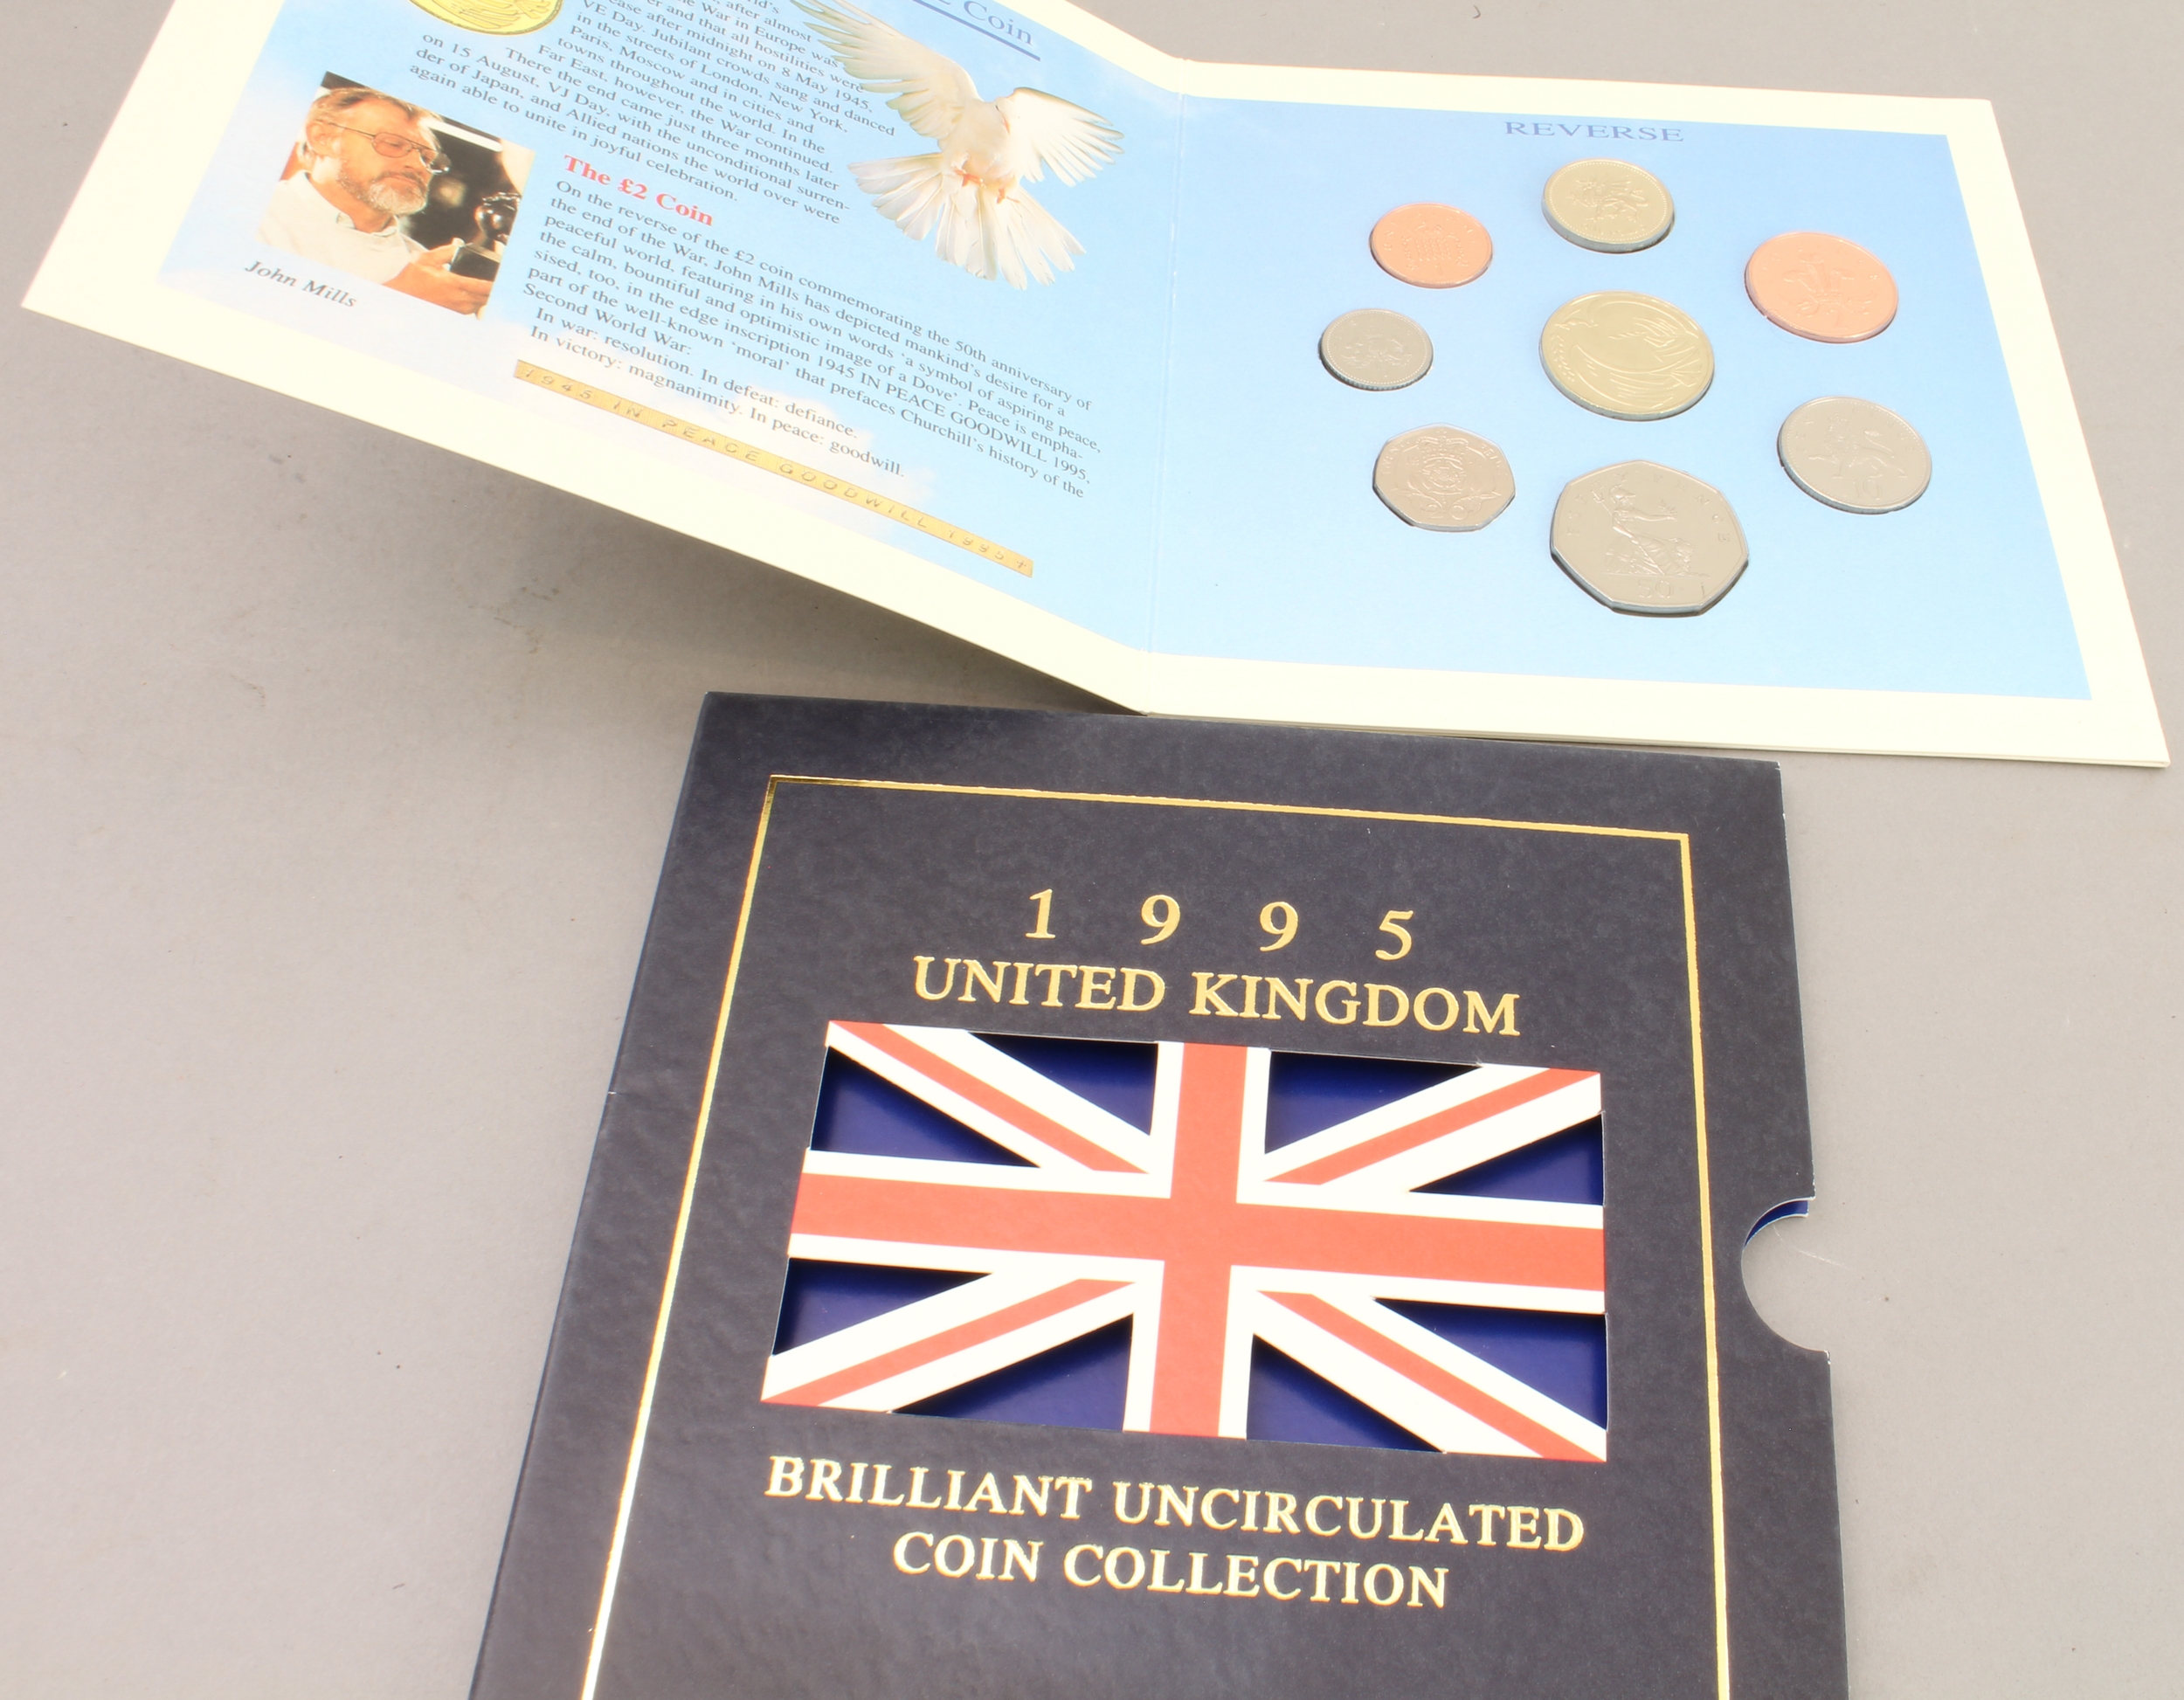 Coin
after almost
War in Europe was
er and that all hostilities were
ease after midnight on 8 May 1945,
VE Day. Jubilant crowds, sang and danced
in the streets of London, New York,
Paris, Moscow and in cities and
towns throughout the world. In the
Far East, however, the War continued.
There the end came just three months later
on 15 August, VJ Day, with the unconditional surren-
der of Japan, and Allied nations the world over were
again able to unite in joyful celebration.
John Mills
The £2 Coin
On the reverse of the £2 coin commemorating the 50th anniversary of
the end of the War, John Mills has depicted mankind's desire for a
peaceful world, featuring in his own words 'a symbol of aspiring peace,
the calm, bountiful and optimistic image of a Dove'. Peace is empha-
sised, too, in the edge inscription 1945 IN PEACE GOODWILL 1995,
part of the well-known 'moral' that prefaces Churchill's history of the
Second World War:
In war: resolution. In defeat: defiance.
In victory: magnanimity. In peace: goodwill.
1945 IN PEACE GOODWILL 1995 +
REVERSE
50
1995
UNITED KINGDOM
BRILLIANT UNCIRCULATED
COIN COLLECTION